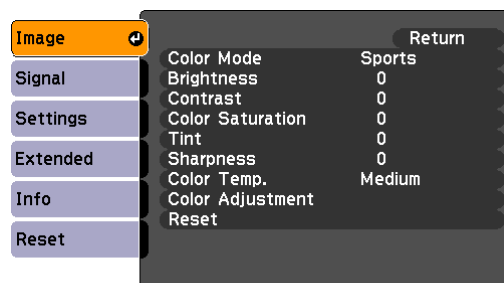 Image
Signal
Settings
Extended
Info
Reset
Return
Color Mode Sports
Brightness 0
Contrast 0
Color Saturation 0
Tint 0
Sharpness 0
Color Temp. Medium
Color Adjustment
Reset